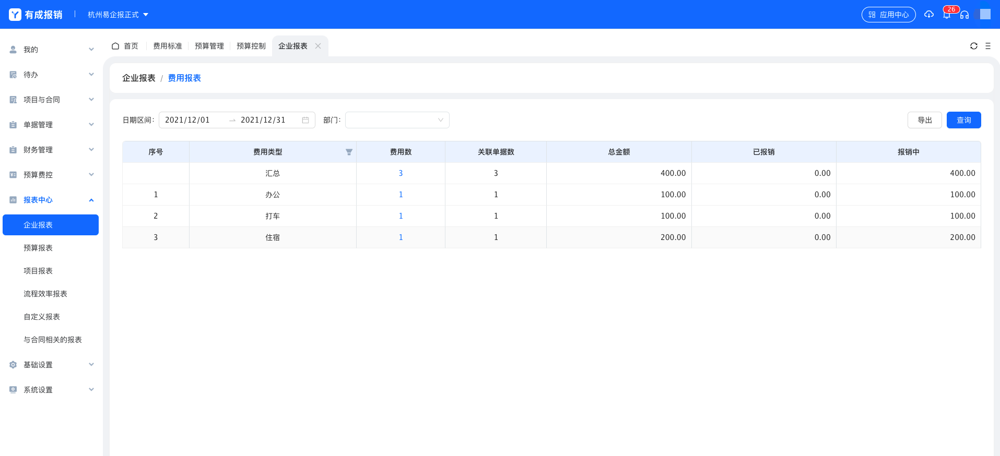 有成报销 杭州易企报正式 应用中心 26
首页 费用标准 预算管理 预算控制 企业报表
我的
待办
项目与合同
单据管理
财务管理
预算费控
报表中心
企业报表
预算报表
项目报表
流程效率报表
自定义报表
与合同相关的报表
基础设置
系统设置
企业报表 / 费用报表
日期区间: 2021/12/01 → 2021/12/31 部门: 导出 查询
序号 费用类型 费用数 关联单据数 总金额 已报销 报销中
汇总 3 3 400.00 0.00 400.00
1 办公 1 1 100.00 0.00 100.00
2 打车 1 1 100.00 0.00 100.00
3 住宿 1 1 200.00 0.00 200.00